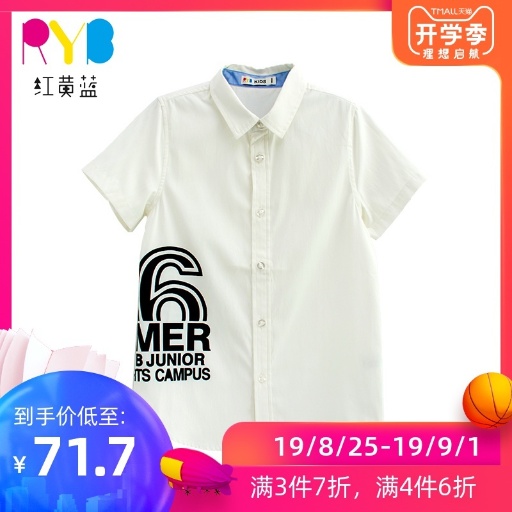 RYB
红黄蓝
TMALL天猫
开学季
理想启航
RYB KIDS
6
MER
B JUNIOR
TS CAMPUS
到手价低至:
¥71.7
19/8/25-19/9/1
满3件7折，满4件6折